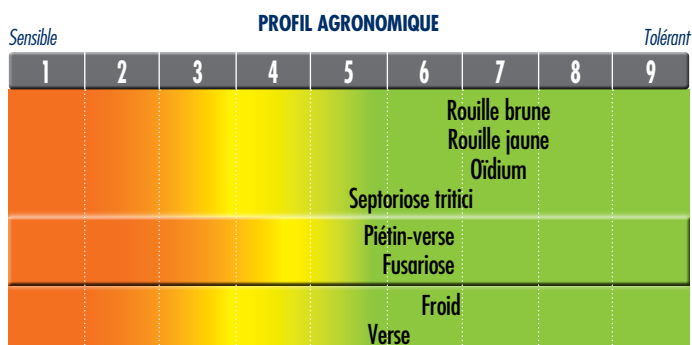 PROFIL AGRONOMIQUE
Sensible Tolérant
1 2 3 4 5 6 7 8 9
Rouille brune
Rouille jaune
Oïdium
Septoriose tritici
Piétin-verse
Fusariose
Froid
Verse